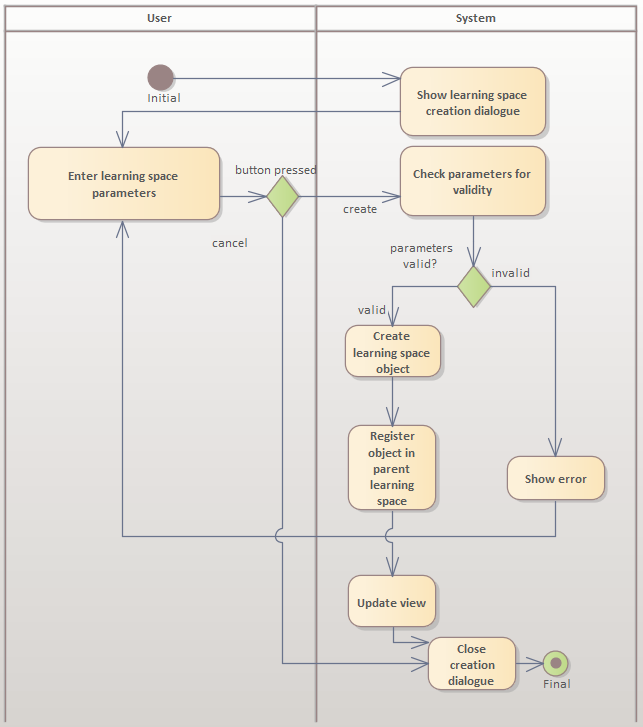 User
System
Initial
Show learning space
creation dialogue
Enter learning space
parameters
button pressed
Check parameters for
validity
create
cancel
parameters
valid?
invalid
valid
Create
learning space
object
Register
object in
parent
learning
space
Show error
Update view
Close
creation
dialogue
Final